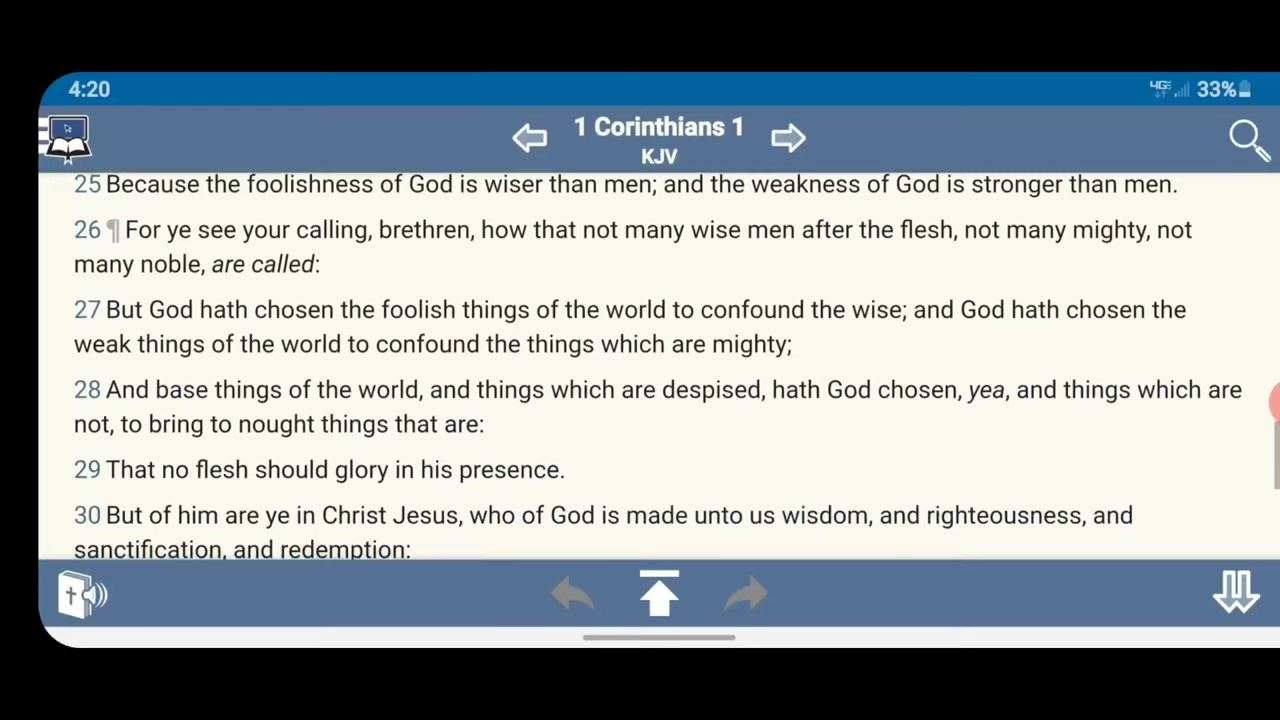 4:20
4GE 33%
1 Corinthians 1
KJV
25 Because the foolishness of God is wiser than men; and the weakness of God is stronger than men.
26 ¶ For ye see your calling, brethren, how that not many wise men after the flesh, not many mighty, not
many noble, are called:
27 But God hath chosen the foolish things of the world to confound the wise; and God hath chosen the
weak things of the world to confound the things which are mighty;
28 And base things of the world, and things which are despised, hath God chosen, yea, and things which are
not, to bring to nought things that are:
29 That no flesh should glory in his presence.
30 But of him are ye in Christ Jesus, who of God is made unto us wisdom, and righteousness, and
sanctification, and redemption: